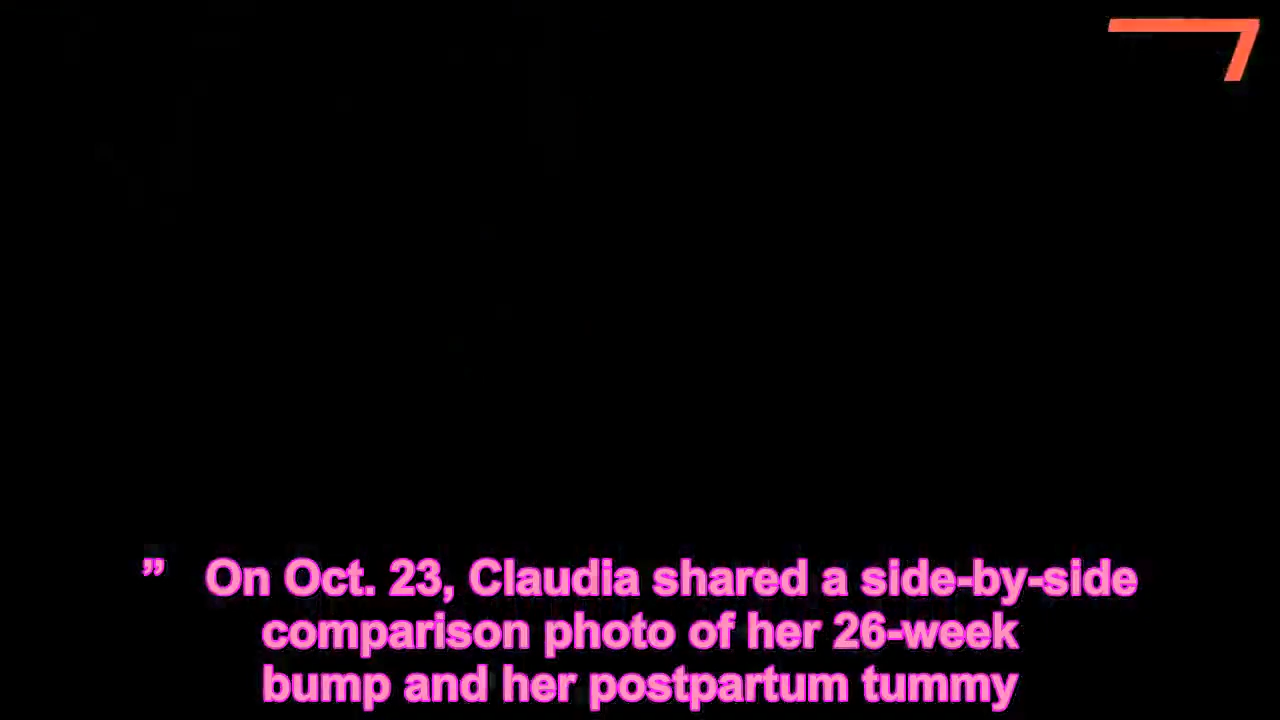 ” On Oct. 23, Claudia shared a side-by-side
comparison photo of her 26-week
bump and her postpartum tummy